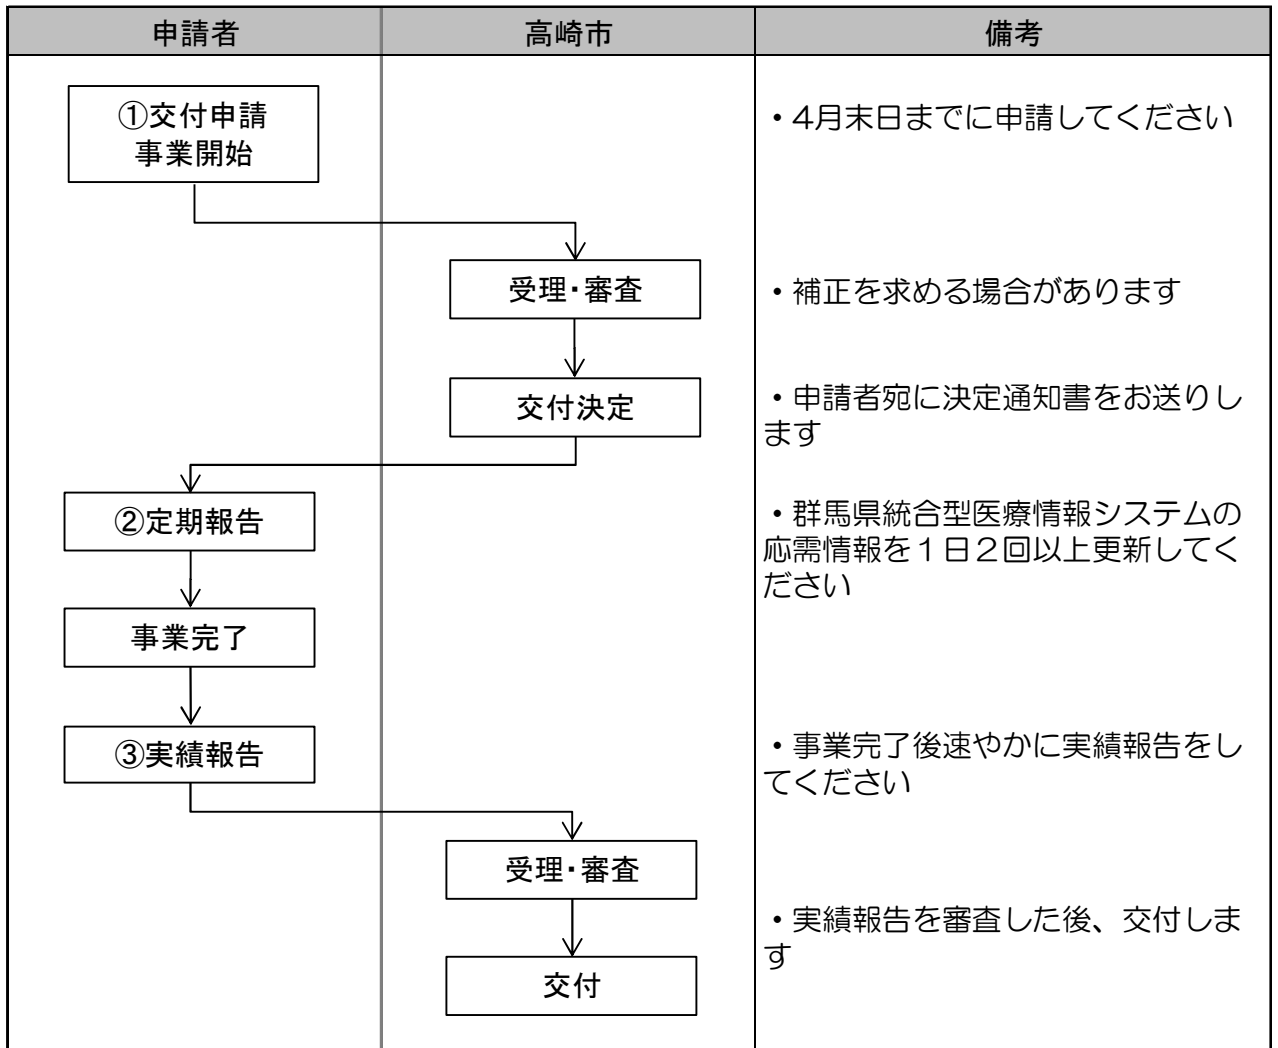 申請者
高崎市
備考
①交付申請
事業開始
・4月末日までに申請してください
受理・審査
・補正を求める場合があります
交付決定
・申請者宛に決定通知書をお送りし
ます
②定期報告
・群馬県統合型医療情報システムの
応需情報を１日２回以上更新してく
ださい
事業完了
③実績報告
・事業完了後速やかに実績報告をし
てください
受理・審査
・実績報告を審査した後、交付しま
す
交付